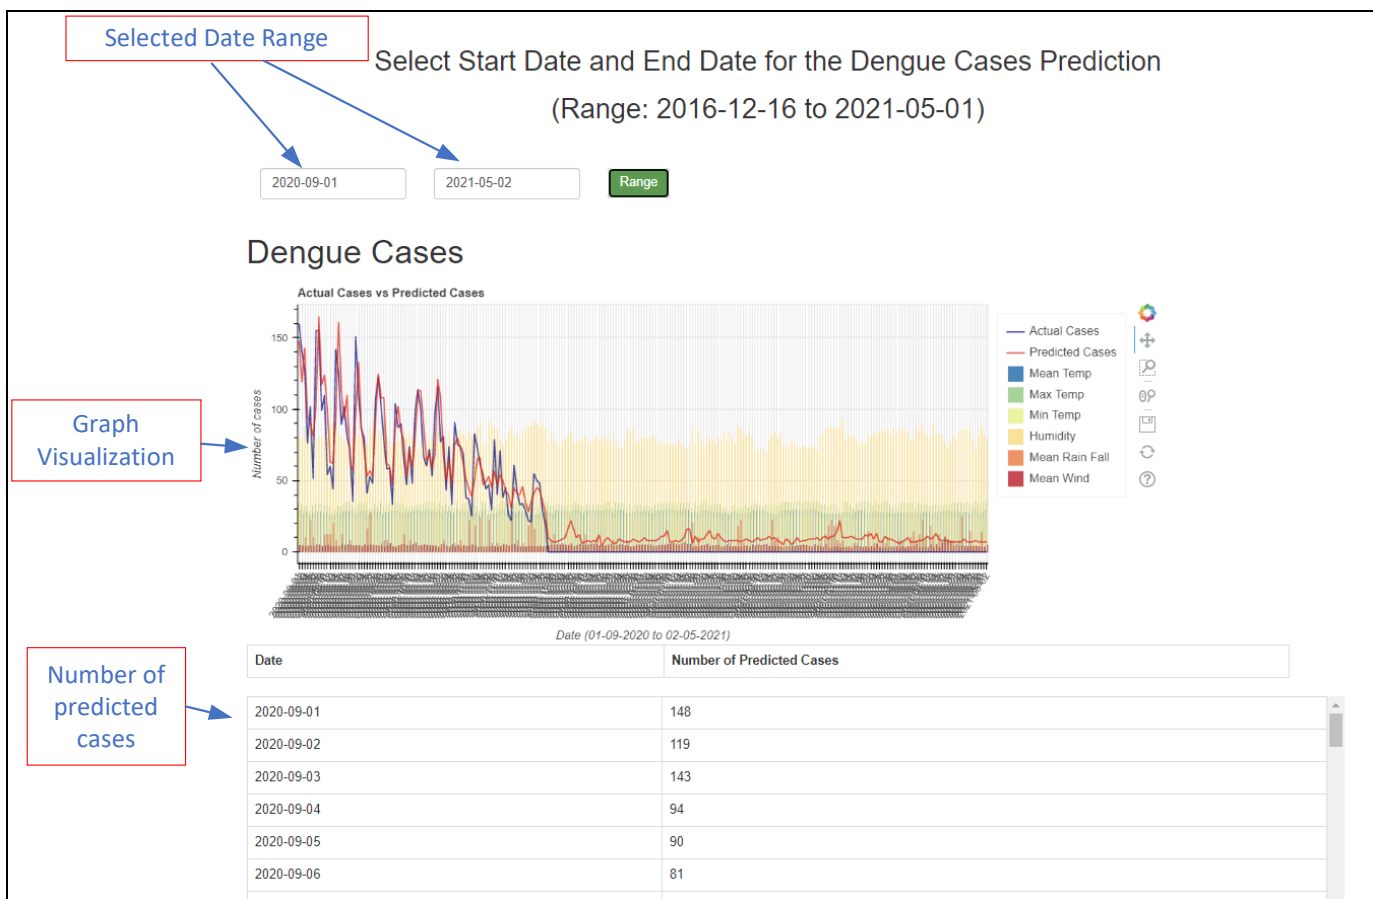 Selected Date Range
Select Start Date and End Date for the Dengue Cases Prediction
(Range: 2016-12-16 to 2021-05-01)
2020-09-01
2021-05-02
Range
Dengue Cases
Actual Cases vs Predicted Cases
150
100
50
0
Number of cases
Actual Cases
Predicted Cases
Mean Temp
Max Temp
Min Temp
Humidity
Mean Rain Fall
Mean Wind
Graph
Visualization
Date (01-09-2020 to 02-05-2021)
Number of
predicted
cases
Date
Number of Predicted Cases
2020-09-01 148
2020-09-02 119
2020-09-03 143
2020-09-04 94
2020-09-05 90
2020-09-06 81